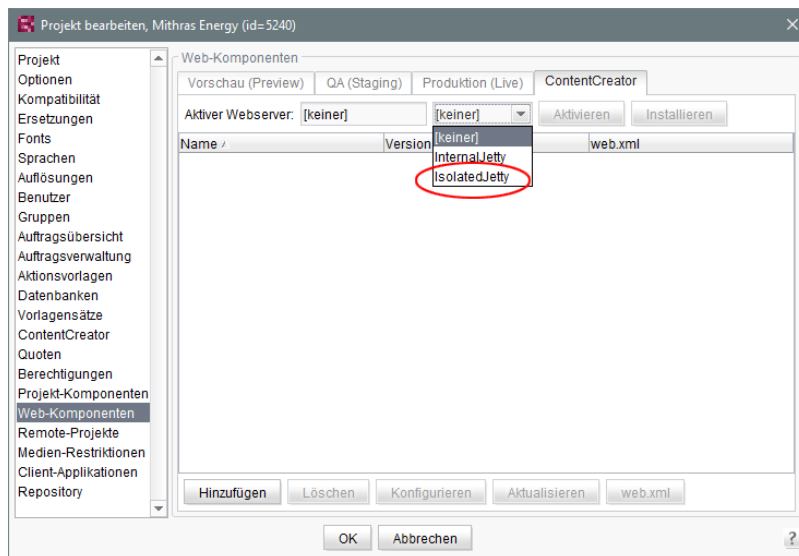 Projekt bearbeiten, Mithras Energy (id=5240)
Projekt
Optionen
Kompatibilität
Ersetzungen
Fonts
Sprachen
Auflösungen
Benutzer
Gruppen
Auftragsübersicht
Auftragsverwaltung
Aktionsvorlagen
Datenbanken
Vorlagensätze
ContentCreator
Quoten
Berechtigungen
Projekt-Komponenten
Web-Komponenten
Remote-Projekte
Medien-Restriktionen
Client-Applikationen
Repository
Web-Komponenten
Vorschau (Preview) QA (Staging) Produktion (Live) ContentCreator
Aktiver Webserver: [keiner] [keiner] Aktivieren Installieren
[keiner]
InternalJetty
IsolatedJetty
Name Version web.xml
Hinzufügen Löschen Konfigurieren Aktualisieren web.xml
OK Abbrechen ?